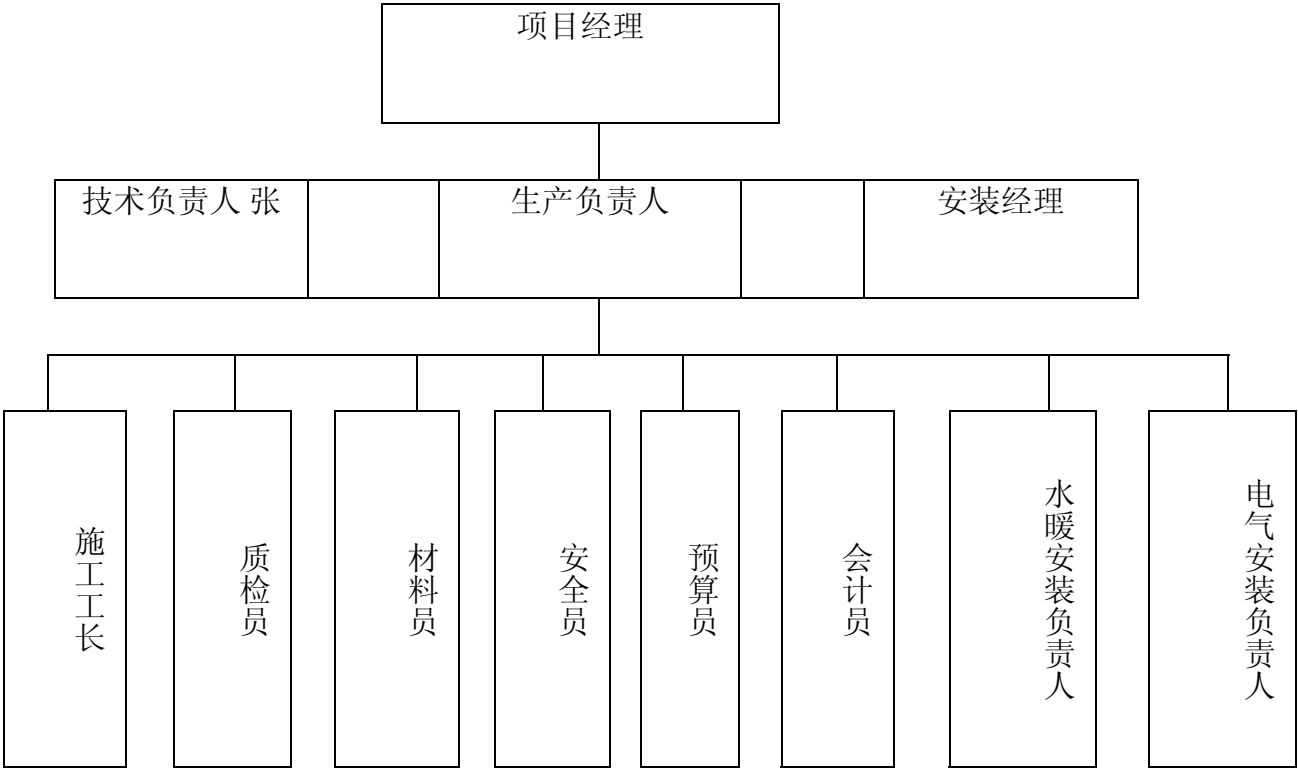 项目经理
技术负责人 张
生产负责人
安装经理
施工工长
质检员
材料员
安全员
预算员
会计员
水暖安装负责人
电气安装负责人